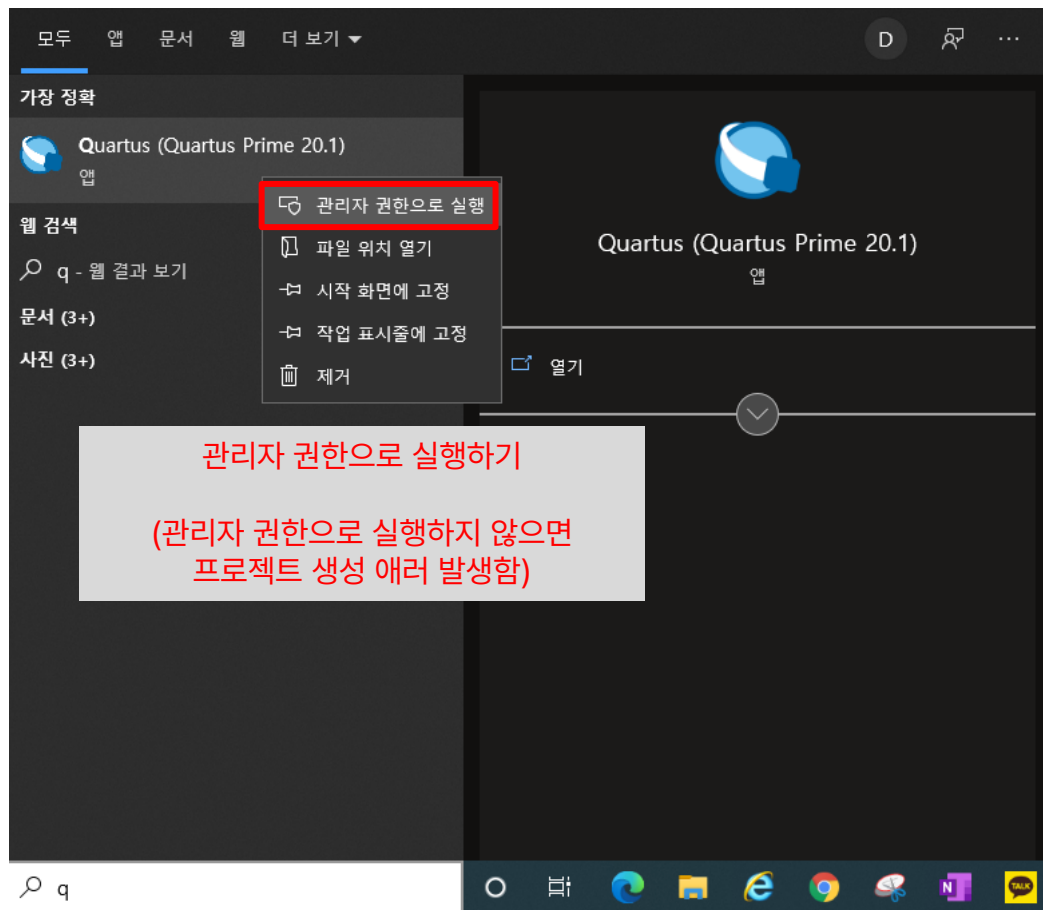 모두 앱 문서 웹 더 보기
D
가장 정확
Quartus (Quartus Prime 20.1)
앱
관리자 권한으로 실행
파일 위치 열기
시작 화면에 고정
작업 표시줄에 고정
제거
웹 검색
q - 웹 결과 보기
문서 (3+)
사진 (3+)
Quartus (Quartus Prime 20.1)
앱
열기
관리자 권한으로 실행하기
(관리자 권한으로 실행하지 않으면
프로젝트 생성 애러 발생함)
q
N
TALK